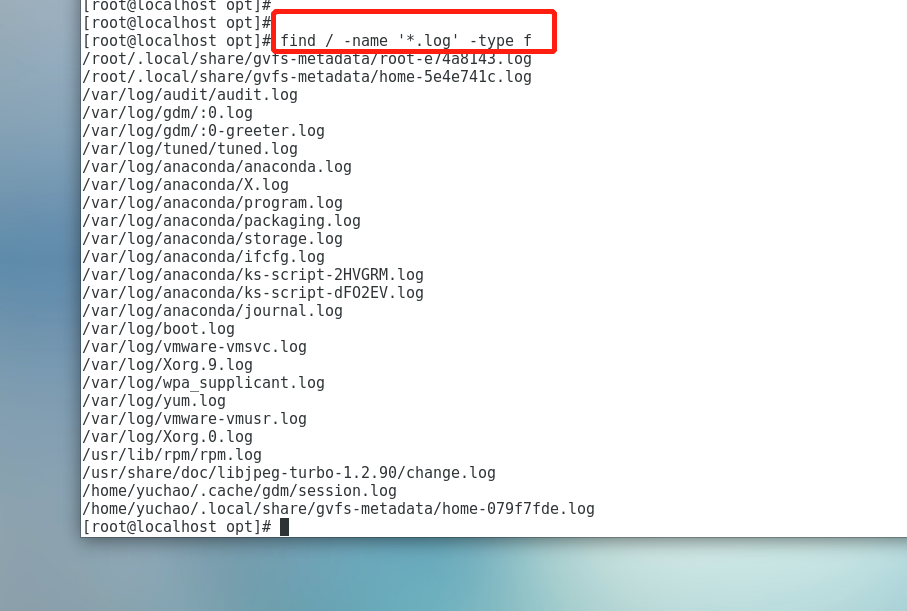 [root@localhost opt]#
[root@localhost opt]#
[root@localhost opt]# find / -name '*.log' -type f
/root/.local/share/gvfs-metadata/root-e74a8143.log
/root/.local/share/gvfs-metadata/home-5e4e741c.log
/var/log/audit/audit.log
/var/log/gdm/:0.log
/var/log/gdm/:0-greeter.log
/var/log/tuned/tuned.log
/var/log/anaconda/anaconda.log
/var/log/anaconda/X.log
/var/log/anaconda/program.log
/var/log/anaconda/packaging.log
/var/log/anaconda/storage.log
/var/log/anaconda/ifcfg.log
/var/log/anaconda/ks-script-2HVGRM.log
/var/log/anaconda/ks-script-dFO2EV.log
/var/log/anaconda/journal.log
/var/log/boot.log
/var/log/vmware-vmsvc.log
/var/log/Xorg.9.log
/var/log/wpa_supplicant.log
/var/log/yum.log
/var/log/vmware-vmusr.log
/var/log/Xorg.0.log
/usr/lib/rpm/rpm.log
/usr/share/doc/libjpeg-turbo-1.2.90/change.log
/home/yuchao/.cache/gdm/session.log
/home/yuchao/.local/share/gvfs-metadata/home-079f7fde.log
[root@localhost opt]#